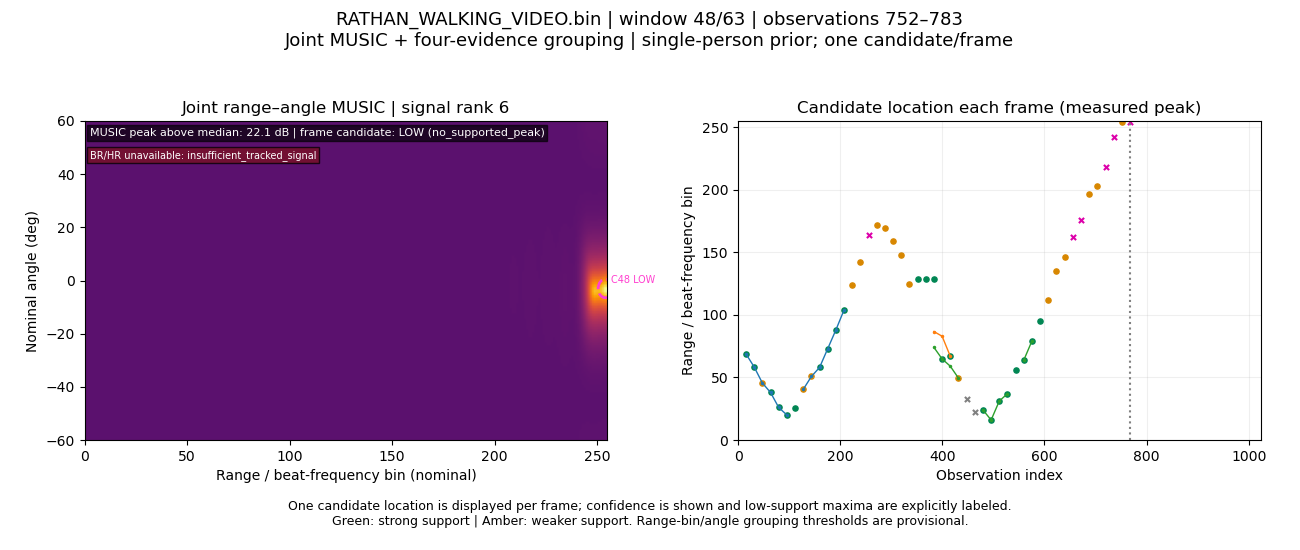 RATHAN_WALKING_VIDEO.bin | window 48/63 | observations 752–783
Joint MUSIC + four-evidence grouping | single-person prior; one candidate/frame
Joint range–angle MUSIC | signal rank 6
MUSIC peak above median: 22.1 dB | frame candidate: LOW (no_supported_peak)
BR/HR unavailable: insufficient_tracked_signal
60
40
20
0
−20
−40
−60
Nominal angle (deg)
C48 LOW
0
50
100
150
200
250
Range / beat-frequency bin (nominal)
Candidate location each frame (measured peak)
250
200
150
100
50
0
Range / beat-frequency bin
0
200
400
600
800
1000
Observation index
One candidate location is displayed per frame; confidence is shown and low-support maxima are explicitly labeled.
Green: strong support | Amber: weaker support. Range-bin/angle grouping thresholds are provisional.